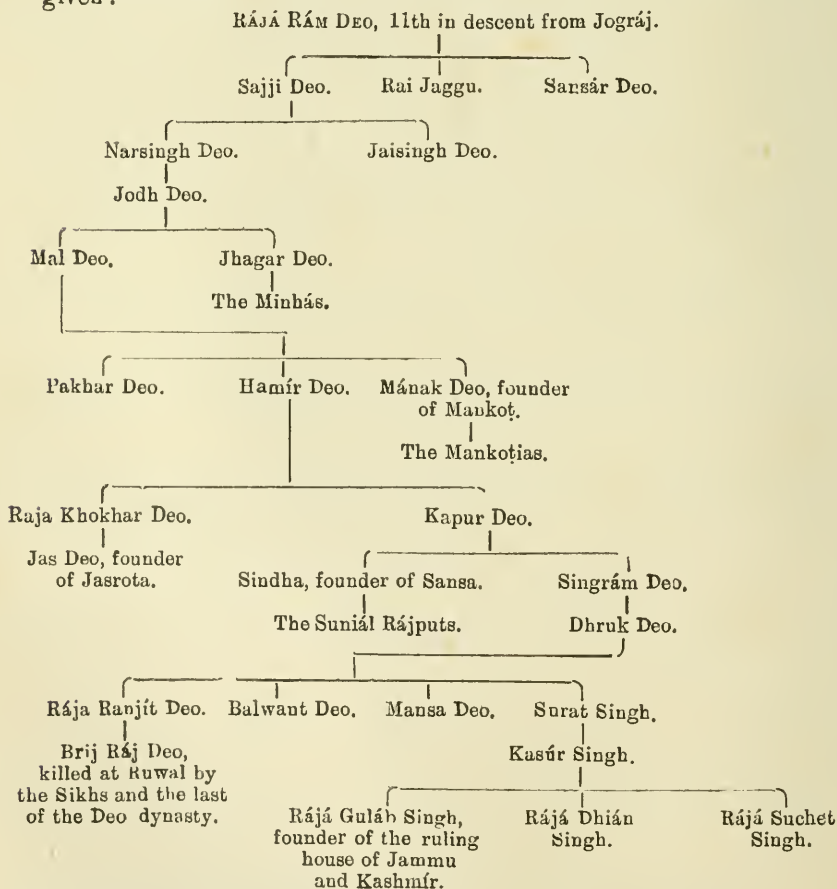 given :
RÁJÁ RÁM DEO, 11th in descent from Jográj.
Sajji Deo. Rai Jaggu. Sansár Deo.
Narsingh Deo. Jaisingh Deo.
Jodh Deo.
Mal Deo. Jhagar Deo.
The Minhás.
Pakhar Deo. Hamír Deo. Mának Deo, founder
of Mankoṭ.
The Mankoṭias.
Raja Khokhar Deo. Kapur Deo.
Jas Deo, founder
of Jasrota.
Sindha, founder of Sansa. Singrám Deo.
The Suniál Rájputs. Dhruk Deo.
Rája Ranjít Deo. Balwant Deo. Mansa Deo. Surat Singh.
Brij Ráj Deo,
killed at Ruwal by
the Sikhs and the last
of the Deo dynasty.
Kasúr Singh.
Rájá Guláb Singh,
founder of the ruling
house of Jammu
and Kashmír.
Rájá Dhián
Singh.
Rájá Suchet
Singh.